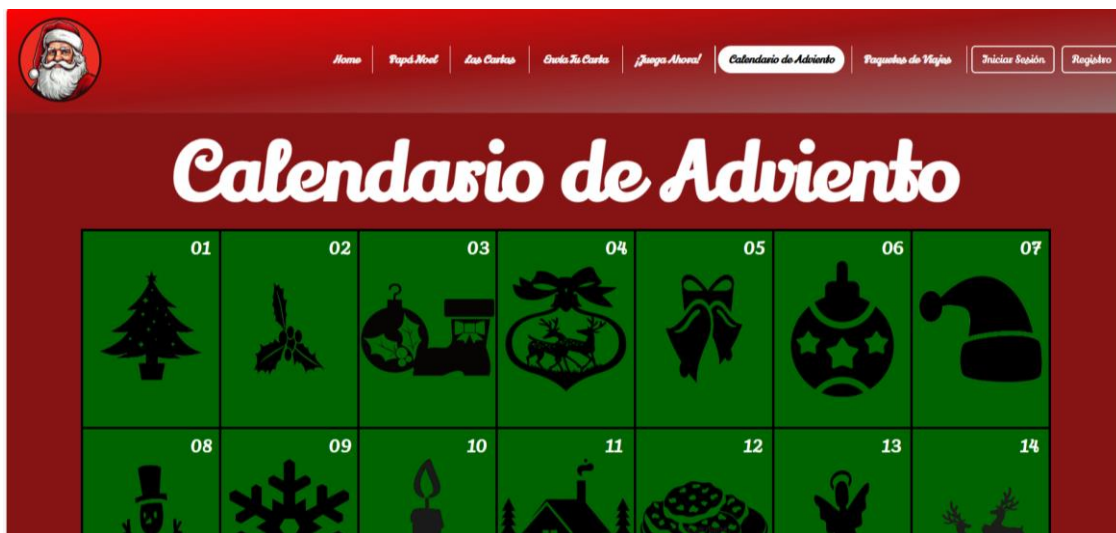 Home Papá Noel Las Cartas Envía Tu Carta ¡Juega Ahora! Calendario de Adviento Paquetes de Viajes Iniciar Sesión Registro
Calendario de Adviento
01 02 03 04 05 06 07
08 09 10 11 12 13 14